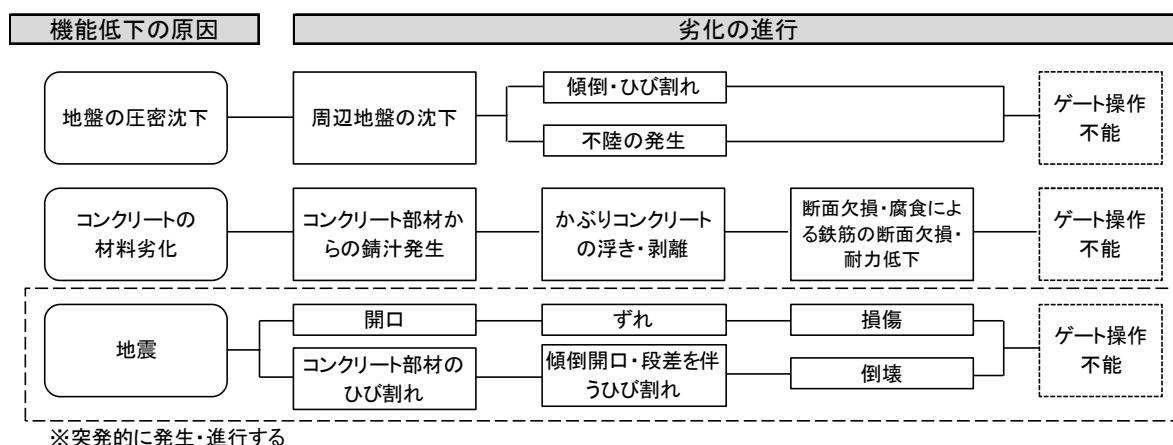 機能低下の原因
劣化の進行
地盤の圧密沈下
周辺地盤の沈下
傾倒・ひび割れ
不陸の発生
ゲート操作
不能
コンクリートの
材料劣化
コンクリート部材か
らの錆汁発生
かぶりコンクリート
の浮き・剥離
断面欠損・腐食によ
る鉄筋の断面欠損・
耐力低下
ゲート操作
不能
地震
開口
ずれ
損傷
コンクリート部材の
ひび割れ
傾倒開口・段差を伴
うひび割れ
倒壊
ゲート操作
不能
※突発的に発生・進行する